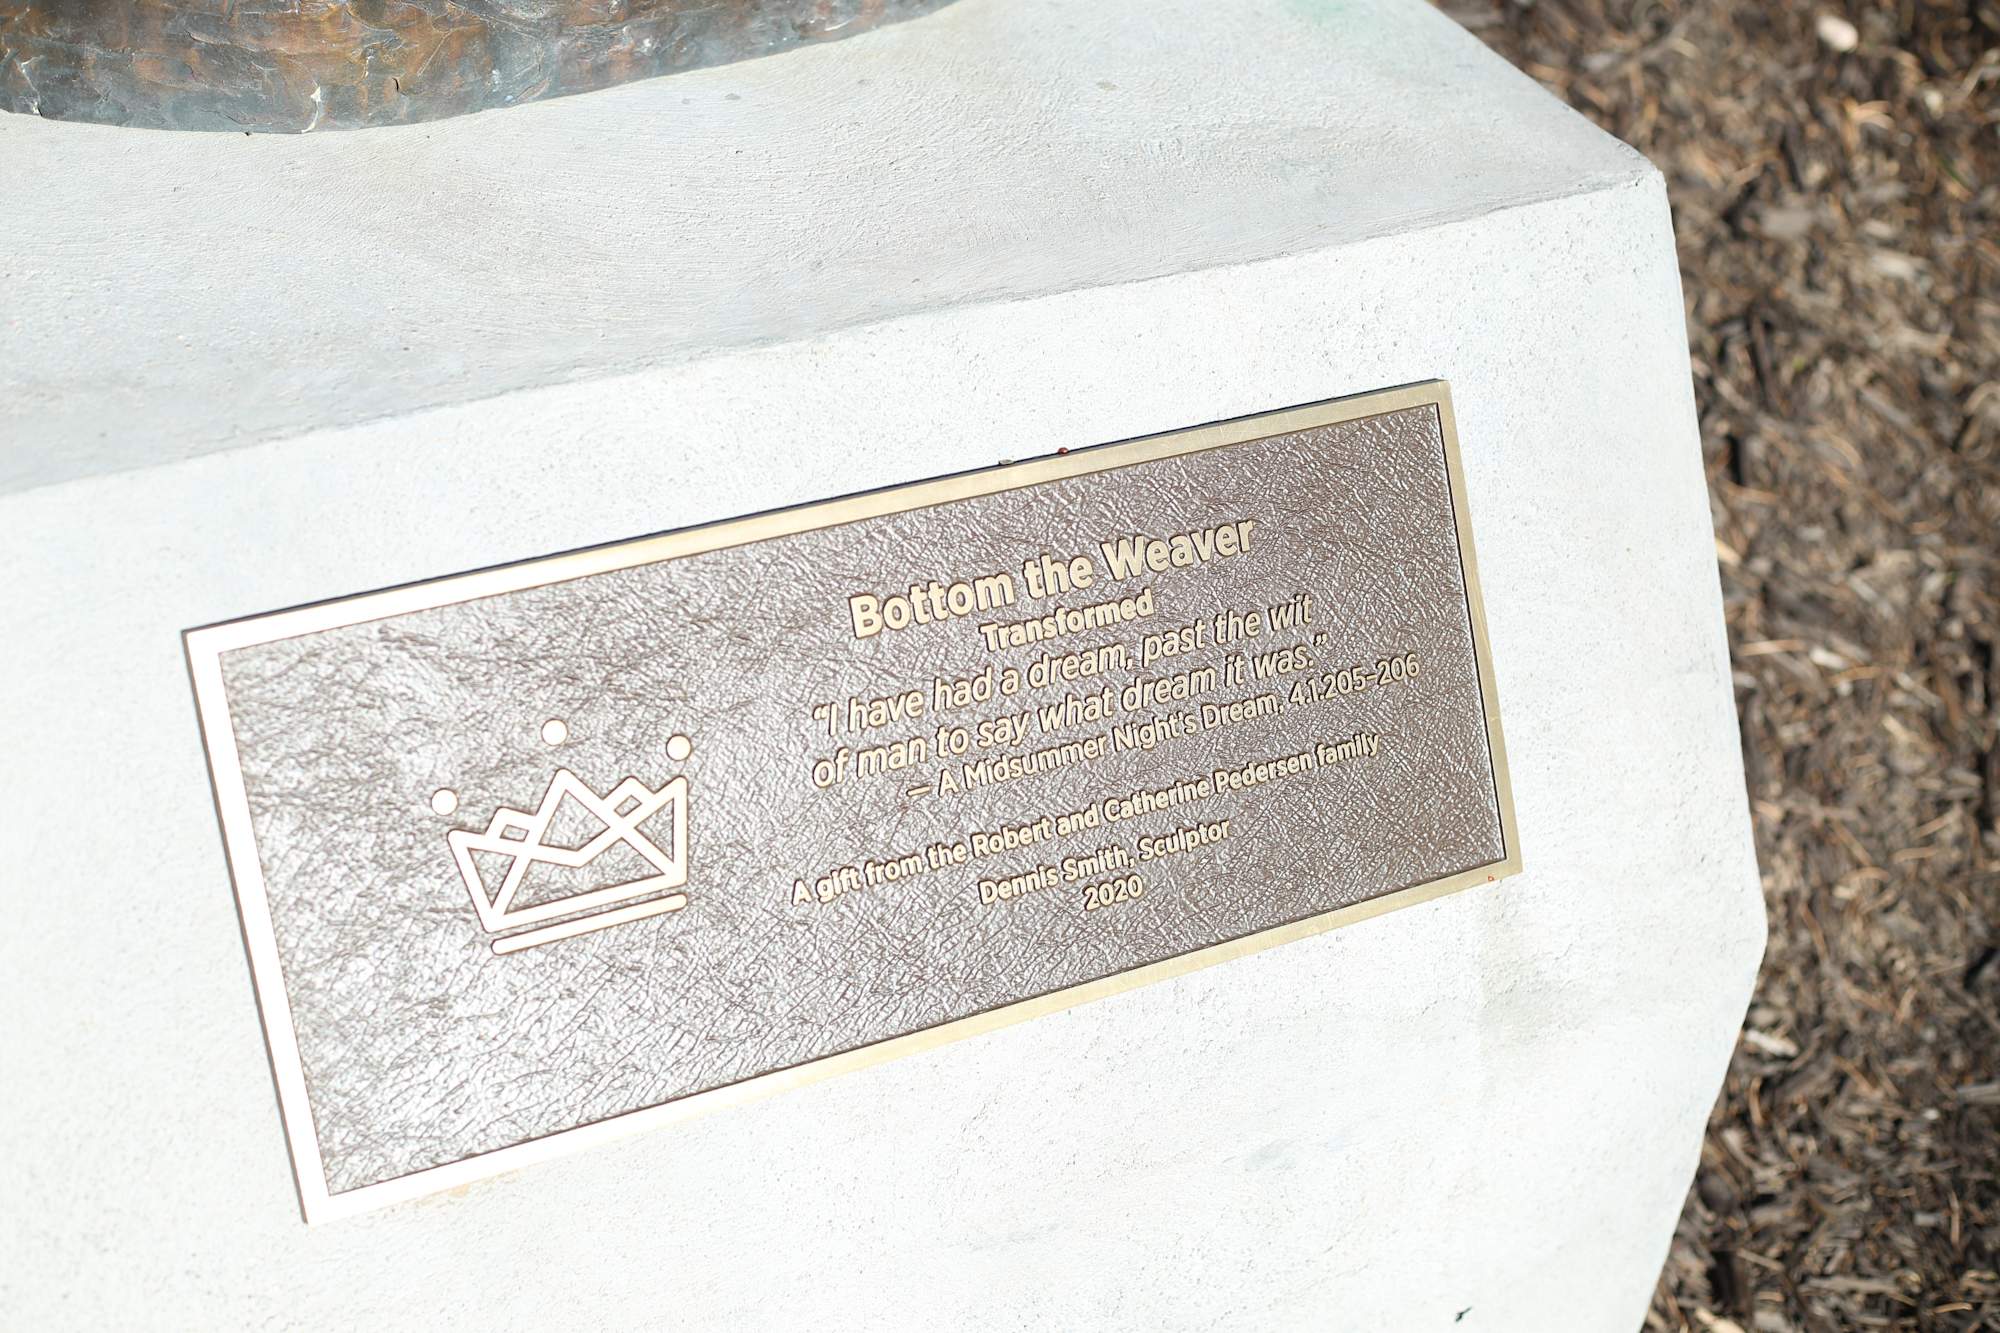 Bottom the Weaver
Transformed
“I have had a dream, past the wit
of man to say what dream it was.”
— A Midsummer Night's Dream, 4.1.205–206
A gift from the Robert and Catherine Pedersen family
Dennis Smith, Sculptor
2020